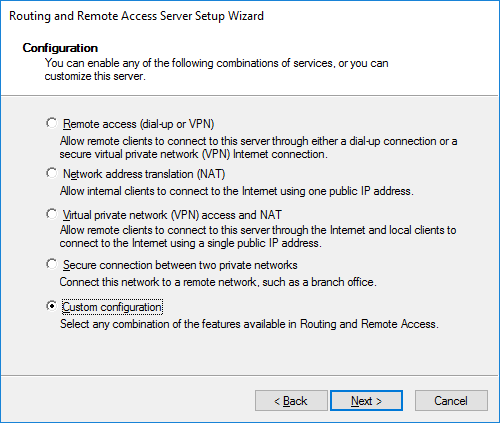 Routing and Remote Access Server Setup Wizard
Configuration
You can enable any of the following combinations of services, or you can
customize this server.
Remote access (dial-up or VPN)
Allow remote clients to connect to this server through either a dial-up connection or a
secure virtual private network (VPN) Internet connection.
Network address translation (NAT)
Allow internal clients to connect to the Internet using one public IP address.
Virtual private network (VPN) access and NAT
Allow remote clients to connect to this server through the Internet and local clients to
connect to the Internet using a single public IP address.
Secure connection between two private networks
Connect this network to a remote network, such as a branch office.
Custom configuration
Select any combination of the features available in Routing and Remote Access.
< Back Next > Cancel